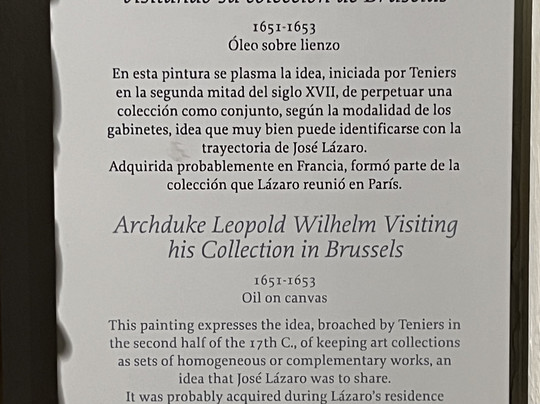 visitando su colección de Bruselas
1651-1653
Óleo sobre lienzo
En esta pintura se plasma la idea, iniciada por Teniers
en la segunda mitad del siglo XVII, de perpetuar una
colección como conjunto, según la modalidad de los
gabinetes, idea que muy bien puede identificarse con la
trayectoria de José Lázaro.
Adquirida probablemente en Francia, formó parte de la
colección que Lázaro reunió en París.
Archduke Leopold Wilhelm Visiting
his Collection in Brussels
1651-1653
Oil on canvas
This painting expresses the idea, broached by Teniers in
the second half of the 17th C., of keeping art collections
as sets of homogeneous or complementary works, an
idea that José Lázaro was to share.
It was probably acquired during Lázaro's residence